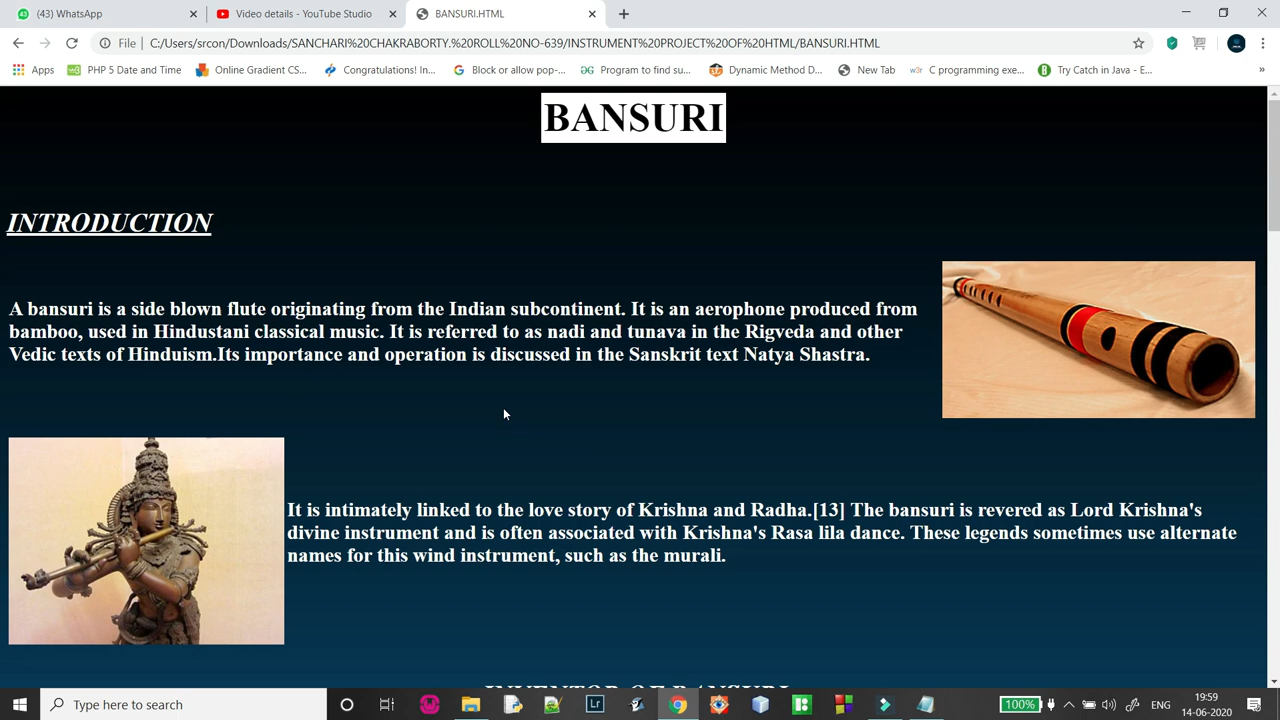 (43) WhatsApp
Video details - YouTube Studio
BANSURI.HTML
File
C:/Users/srcon/Downloads/SANCHARI%20CHAKRABORTY.%20ROLL%20NO.639/INSTRUMENT%20PROJECT%20OF%20HTML/BANSURI.HTML
Apps
PHP 5 Date and Time
Online Gradient CS...
Congratulations! In...
Block or allow pop-...
Program to find su...
Dynamic Method D...
New Tab
C programming exe...
Try Catch in Java - E...
BANSURI
INTRODUCTION
A bansuri is a side blown flute originating from the Indian subcontinent. It is an aerophone produced from
bamboo, used in Hindustani classical music. It is referred to as nadi and tunava in the Rigveda and other
Vedic texts of Hinduism.Its importance and operation is discussed in the Sanskrit text Natya Shastra.
It is intimately linked to the love story of Krishna and Radha.[13] The bansuri is revered as Lord Krishna's
divine instrument and is often associated with Krishna's Rasa lila dance. These legends sometimes use alternate
names for this wind instrument, such as the murali.
INVENTOR OF BANSURI
Type here to search
100%
ENG
19:59
14-06-2020